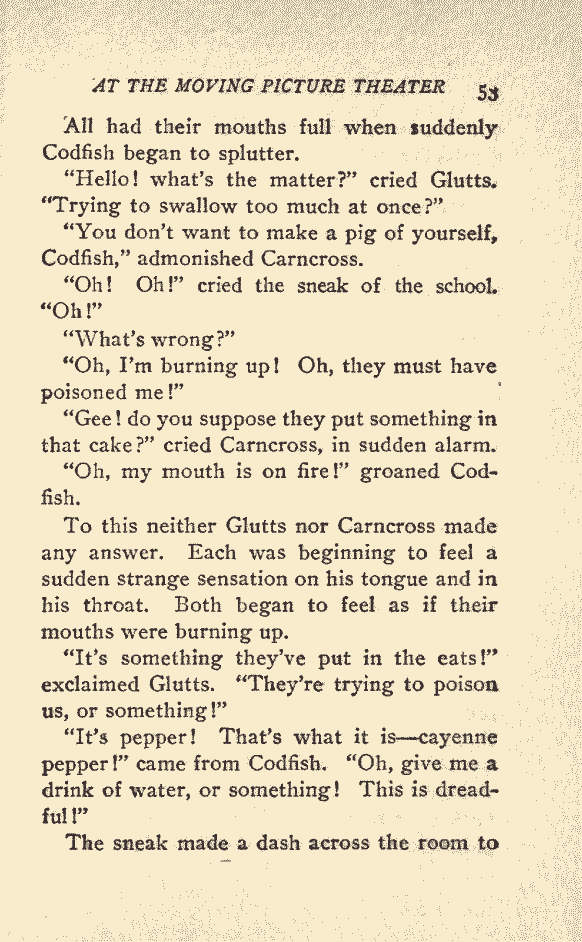 AT THE MOVING PICTURE THEATER 53
All had their mouths full when suddenly
Codfish began to splutter.
“Hello! what's the matter?” cried Glutts.
“Trying to swallow too much at once?”
“You don't want to make a pig of yourself,
Codfish,” admonished Carncross.
“Oh! Oh!” cried the sneak of the school.
“Oh!”
“What's wrong?”
“Oh, I'm burning up! Oh, they must have
poisoned me!”
“Gee! do you suppose they put something in
that cake?” cried Carncross, in sudden alarm.
“Oh, my mouth is on fire!” groaned Cod-
fish.
To this neither Glutts nor Carncross made
any answer. Each was beginning to feel a
sudden strange sensation on his tongue and in
his throat. Both began to feel as if their
mouths were burning up.
“It's something they've put in the eats!”
exclaimed Glutts. “They're trying to poison
us, or something!”
“It's pepper! That's what it is—cayenne
pepper!” came from Codfish. “Oh, give me a
drink of water, or something! This is dread-
ful!”
The sneak made a dash across the room to